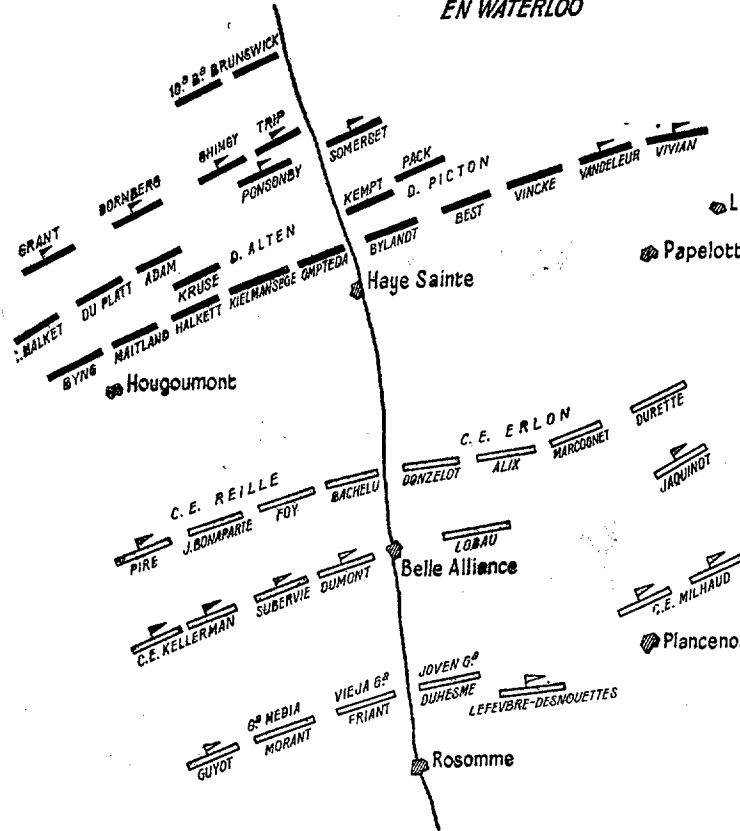 EN WATERLOO
BRUNSWICK
SHINGY
TRIP
SOMERSET
PONSONBY
KEMPT
PACK
D. PICTON
VINCKE
VANDELEUR
VIVIAN
BEST
BYLANDT
GRANT
DORNBERG
D. ALTEN
DU PLATT
ADAM
KRUSE
KIELMANSEGE
OMPTEDA
MAITLAND
HALKETT
BYNG
Papelott
Haye Sainte
Hougoumont
C. E. ERLON
DURETTE
MARCOGNET
ALIX
DONZELOT
JAQUINOT
C. E. REILLE
BACHELU
FOY
J. BONAPARTE
PIRE
LOBAU
Belle Alliance
DUMONT
SUBERVIE
C.E. KELLERMAN
C.E. MILHAUD
Planceno
VIEJA G.ª
JOVEN G.ª
DUHESME
FRIANT
G.ª MEDIA
MORANT
LEFEVBRE-DESNOUETTES
GUYOT
Rosomme